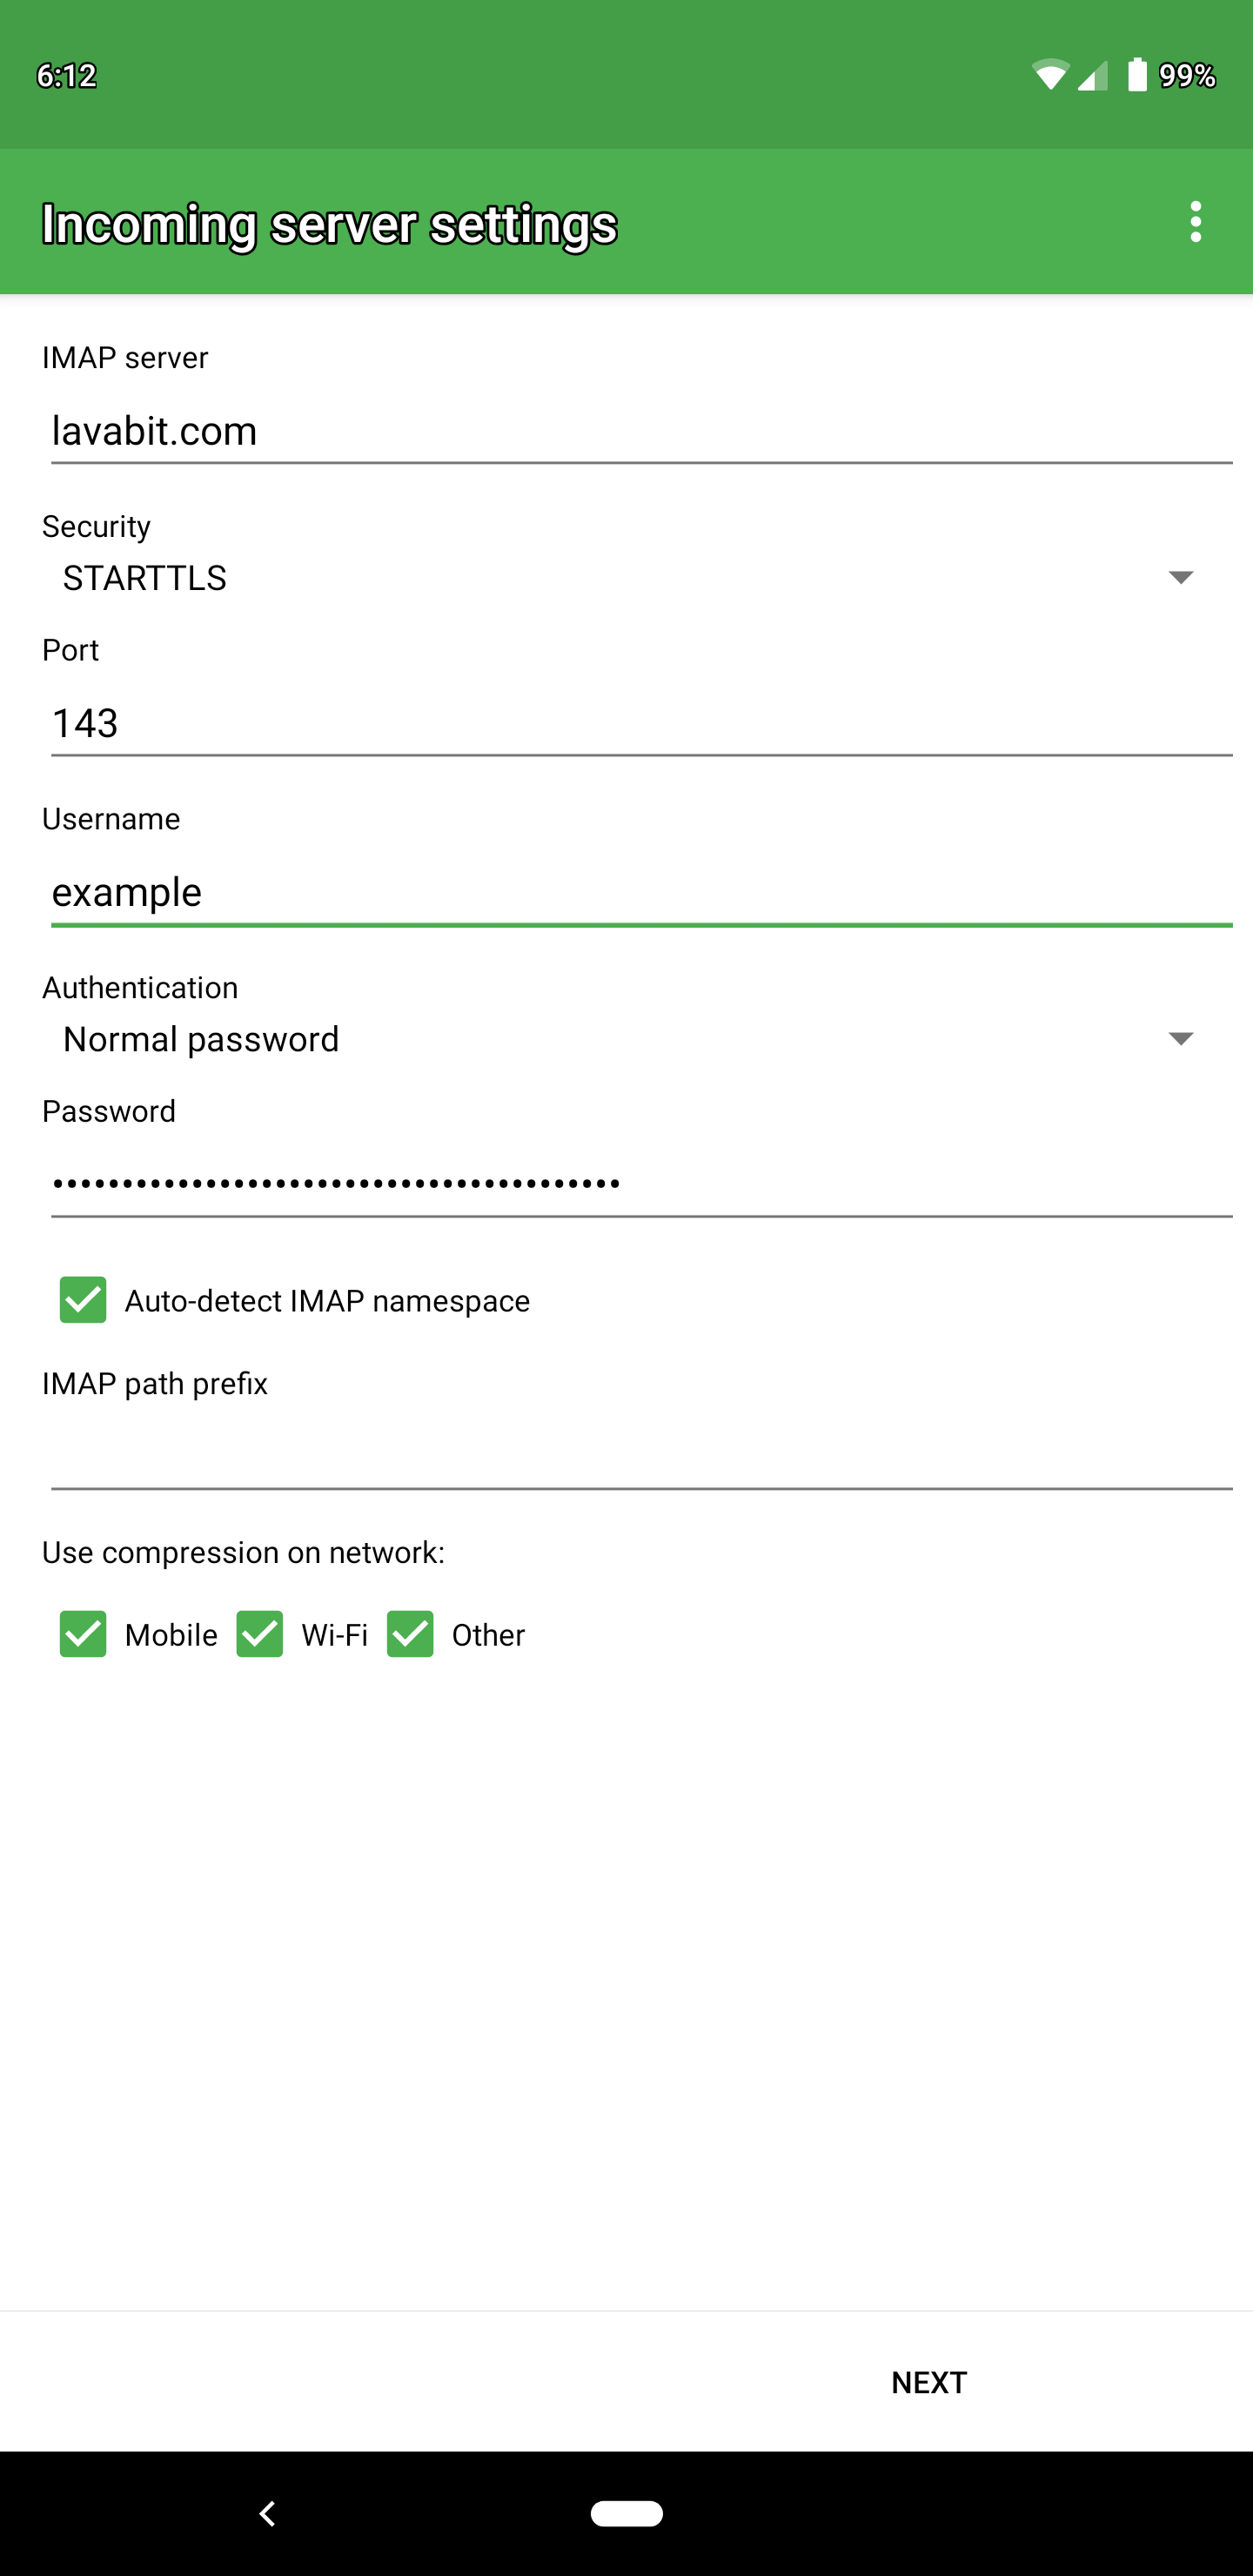 6:12 99%
Incoming server settings
IMAP server
lavabit.com
Security
STARTTLS
Port
143
Username
example
Authentication
Normal password
Password
•••••••••••••••••••••••••••••••••••••••••
Auto-detect IMAP namespace
IMAP path prefix
Use compression on network:
Mobile Wi-Fi Other
NEXT